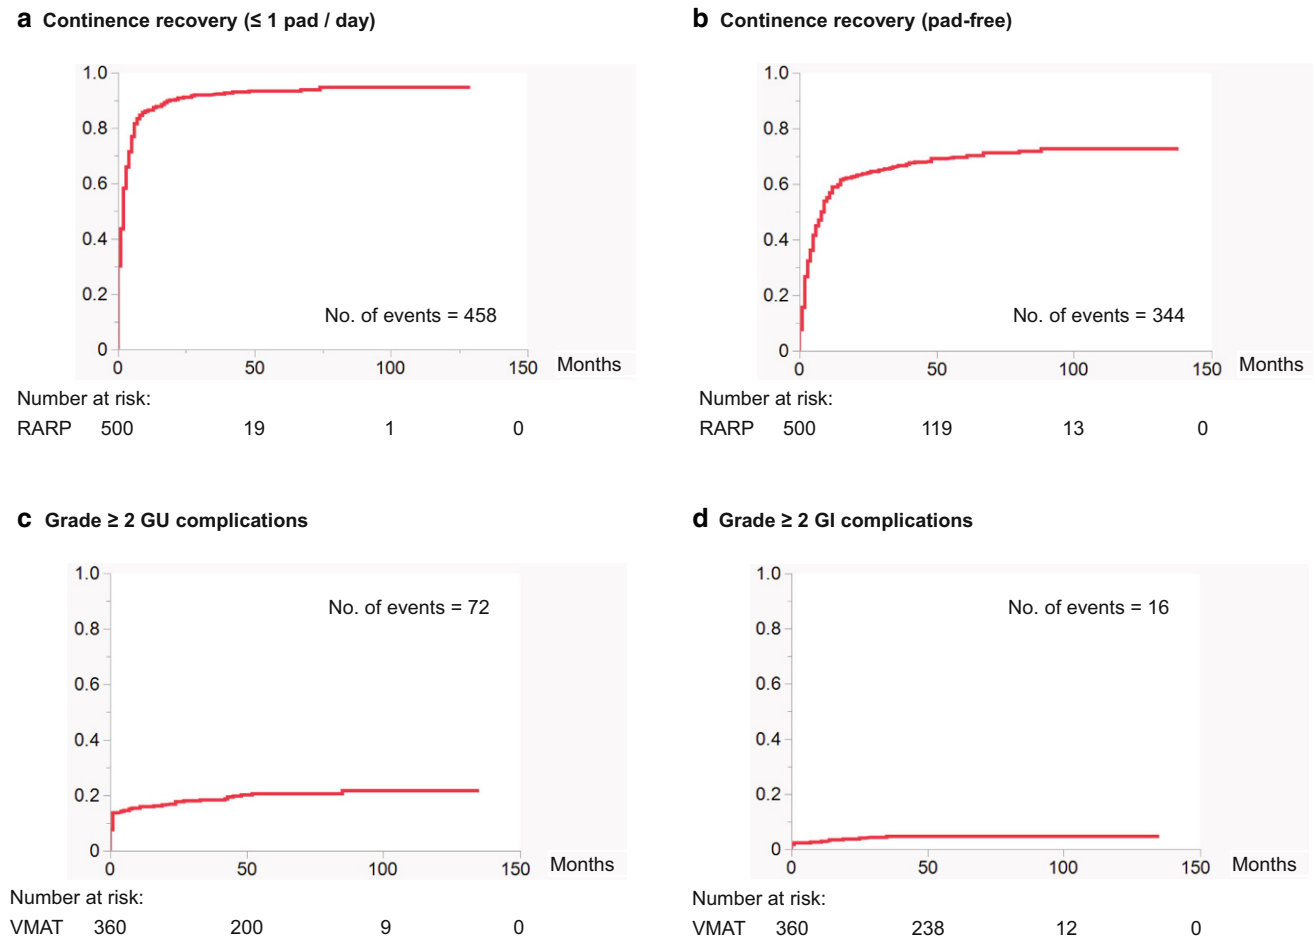 a Continence recovery (≤ 1 pad / day)
1.0
0.8
0.6
0.4
0.2
0
No. of events = 458
0 50 100 150 Months
Number at risk:
RARP 500 19 1 0
b Continence recovery (pad-free)
1.0
0.8
0.6
0.4
0.2
0
No. of events = 344
0 50 100 150 Months
Number at risk:
RARP 500 119 13 0
c Grade ≥ 2 GU complications
1.0
No. of events = 72
0.8
0.6
0.4
0.2
0
0 50 100 150 Months
Number at risk:
VMAT 360 200 9 0
d Grade ≥ 2 GI complications
1.0
No. of events = 16
0.8
0.6
0.4
0.2
0
0 50 100 150 Months
Number at risk:
VMAT 360 238 12 0